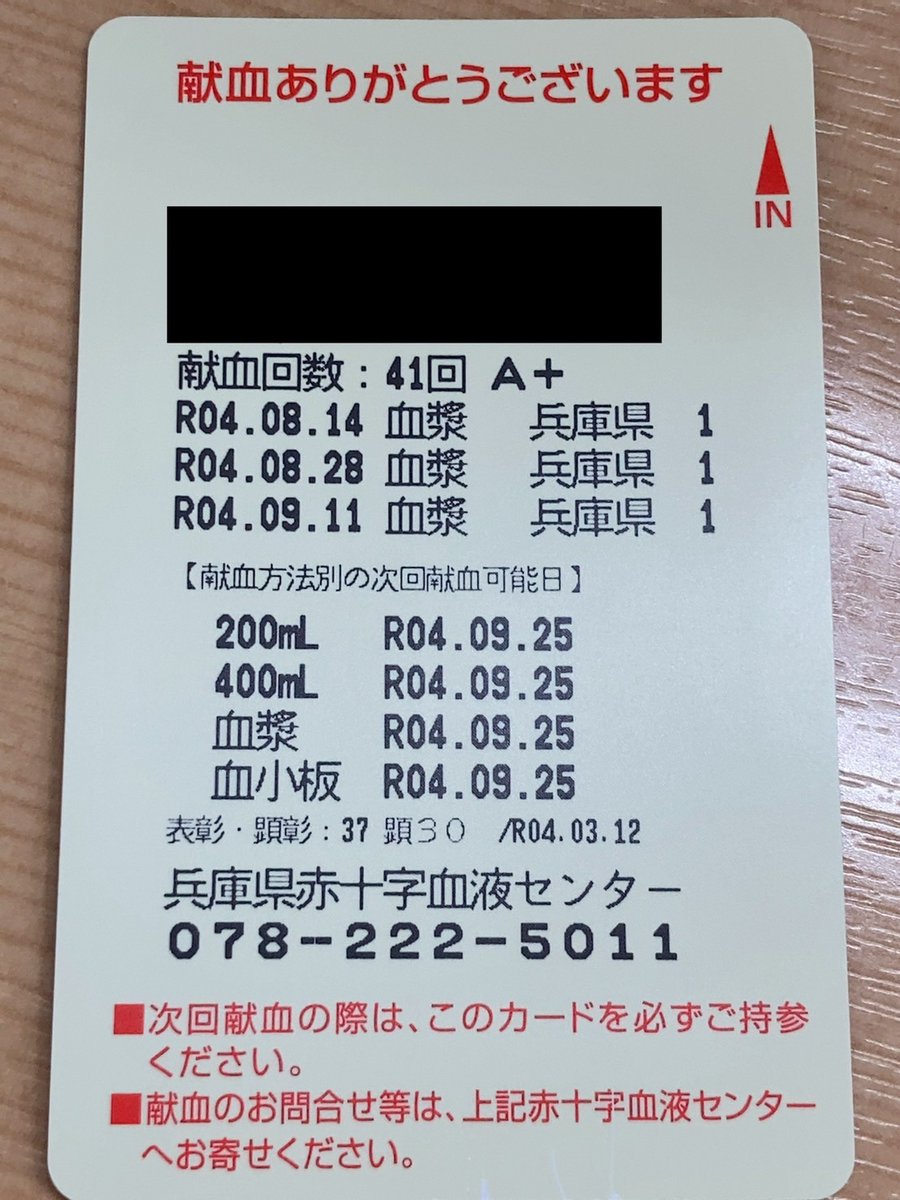 献血ありがとうございます
IN
献血回数：41回 A+
R04.08.14 血漿 兵庫県 1
R04.08.28 血漿 兵庫県 1
R04.09.11 血漿 兵庫県 1
【献血方法別の次回献血可能日】
200mL R04.09.25
400mL R04.09.25
血漿 R04.09.25
血小板 R04.09.25
表彰・顕彰：37 顕30 /R04.03.12
兵庫県赤十字血液センター
078-222-5011
■次回献血の際は、このカードを必ずご持参
ください。
■献血のお問合せ等は、上記赤十字血液センター
へお寄せください。